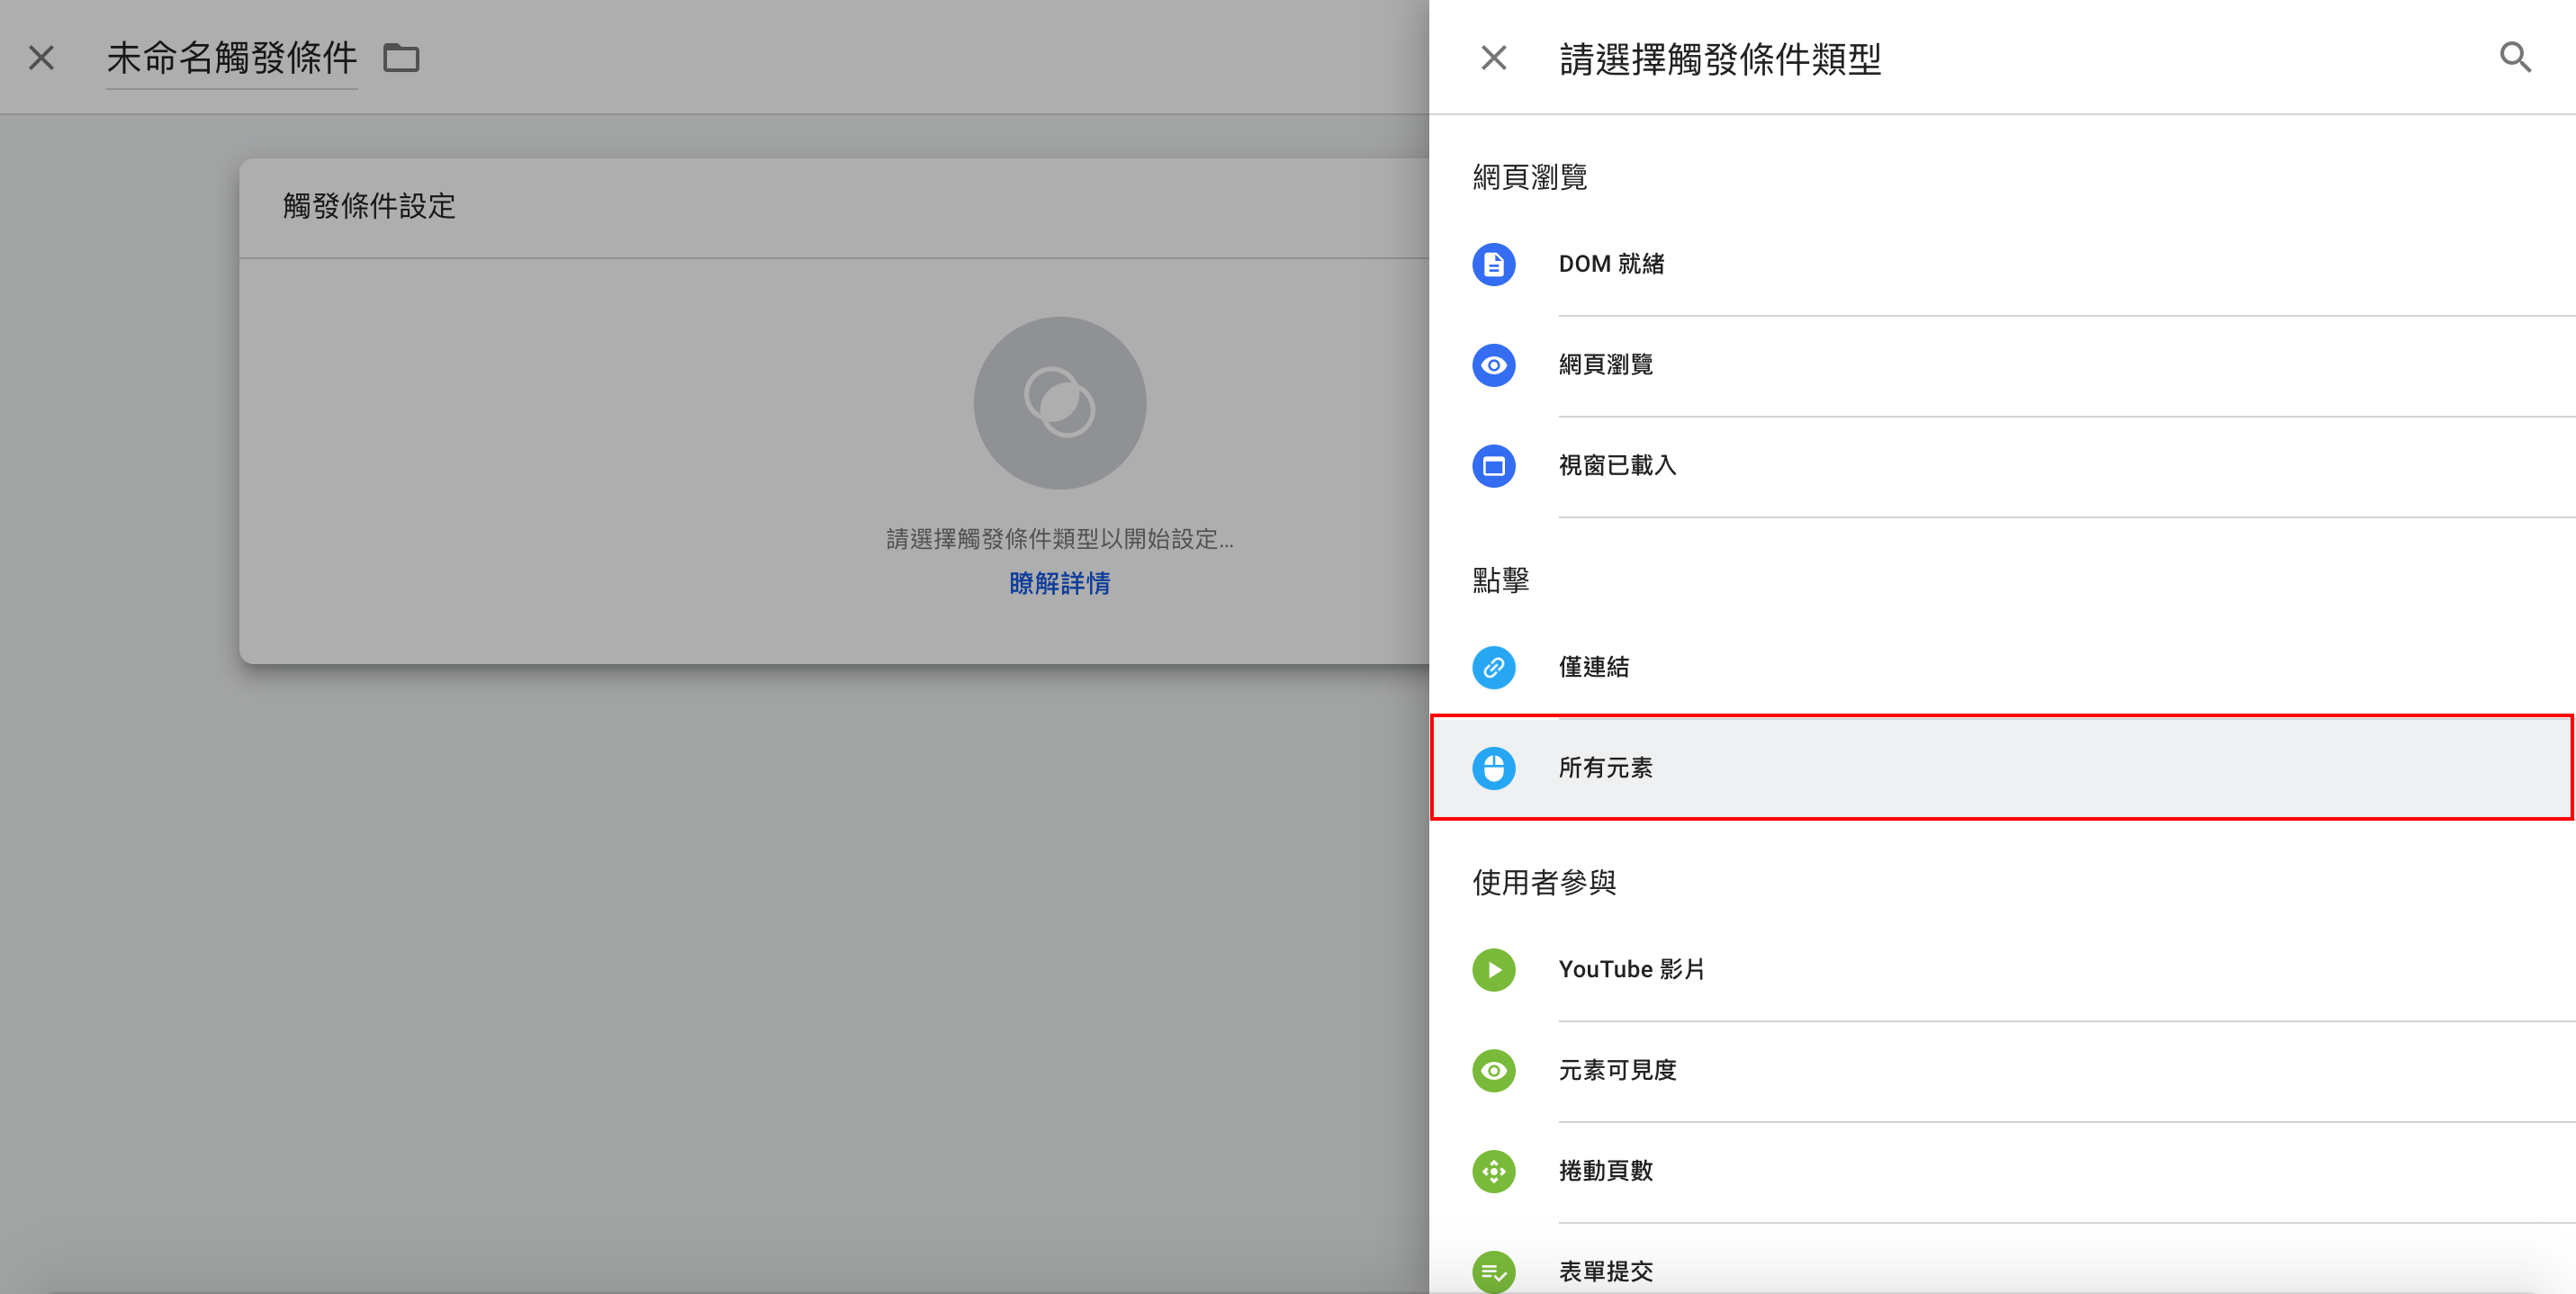 未命名觸發條件
觸發條件設定
請選擇觸發條件類型以開始設定...
瞭解詳情
請選擇觸發條件類型
網頁瀏覽
DOM 就緒
網頁瀏覽
視窗已載入
點擊
僅連結
所有元素
使用者參與
YouTube 影片
元素可見度
捲動頁數
表單提交